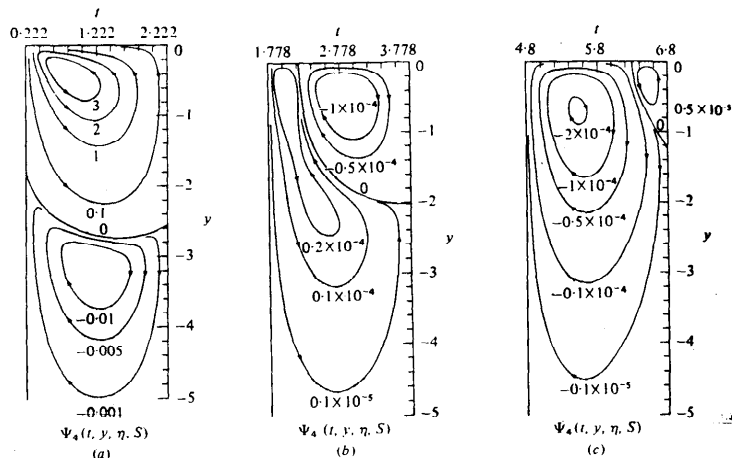 t
0·222 1·222 2·222
0
3
2
−1
1
−2
0.1
0
y
−3
−0.01
−4
−0·005
−5
−0·001
Ψ4(t, y, η, S)
(a)
t
1·778 2·778 3·778
0
−1×10−4
−1
−0.5×10−4
0
−2
y
0.2×10−4
−3
0.1×10−4
−4
0.1×10−5
−5
Ψ4(t, y, η, S)
(b)
t
4·8 5·8 6·8
0
0·5×10−5
0
−1
−2×10−4
−1×10−4
−2
−0.5×10−4
y
−3
−0.1×10−4
−4
−0.1×10−5
−5
Ψ4(t, y, η, S)
(c)